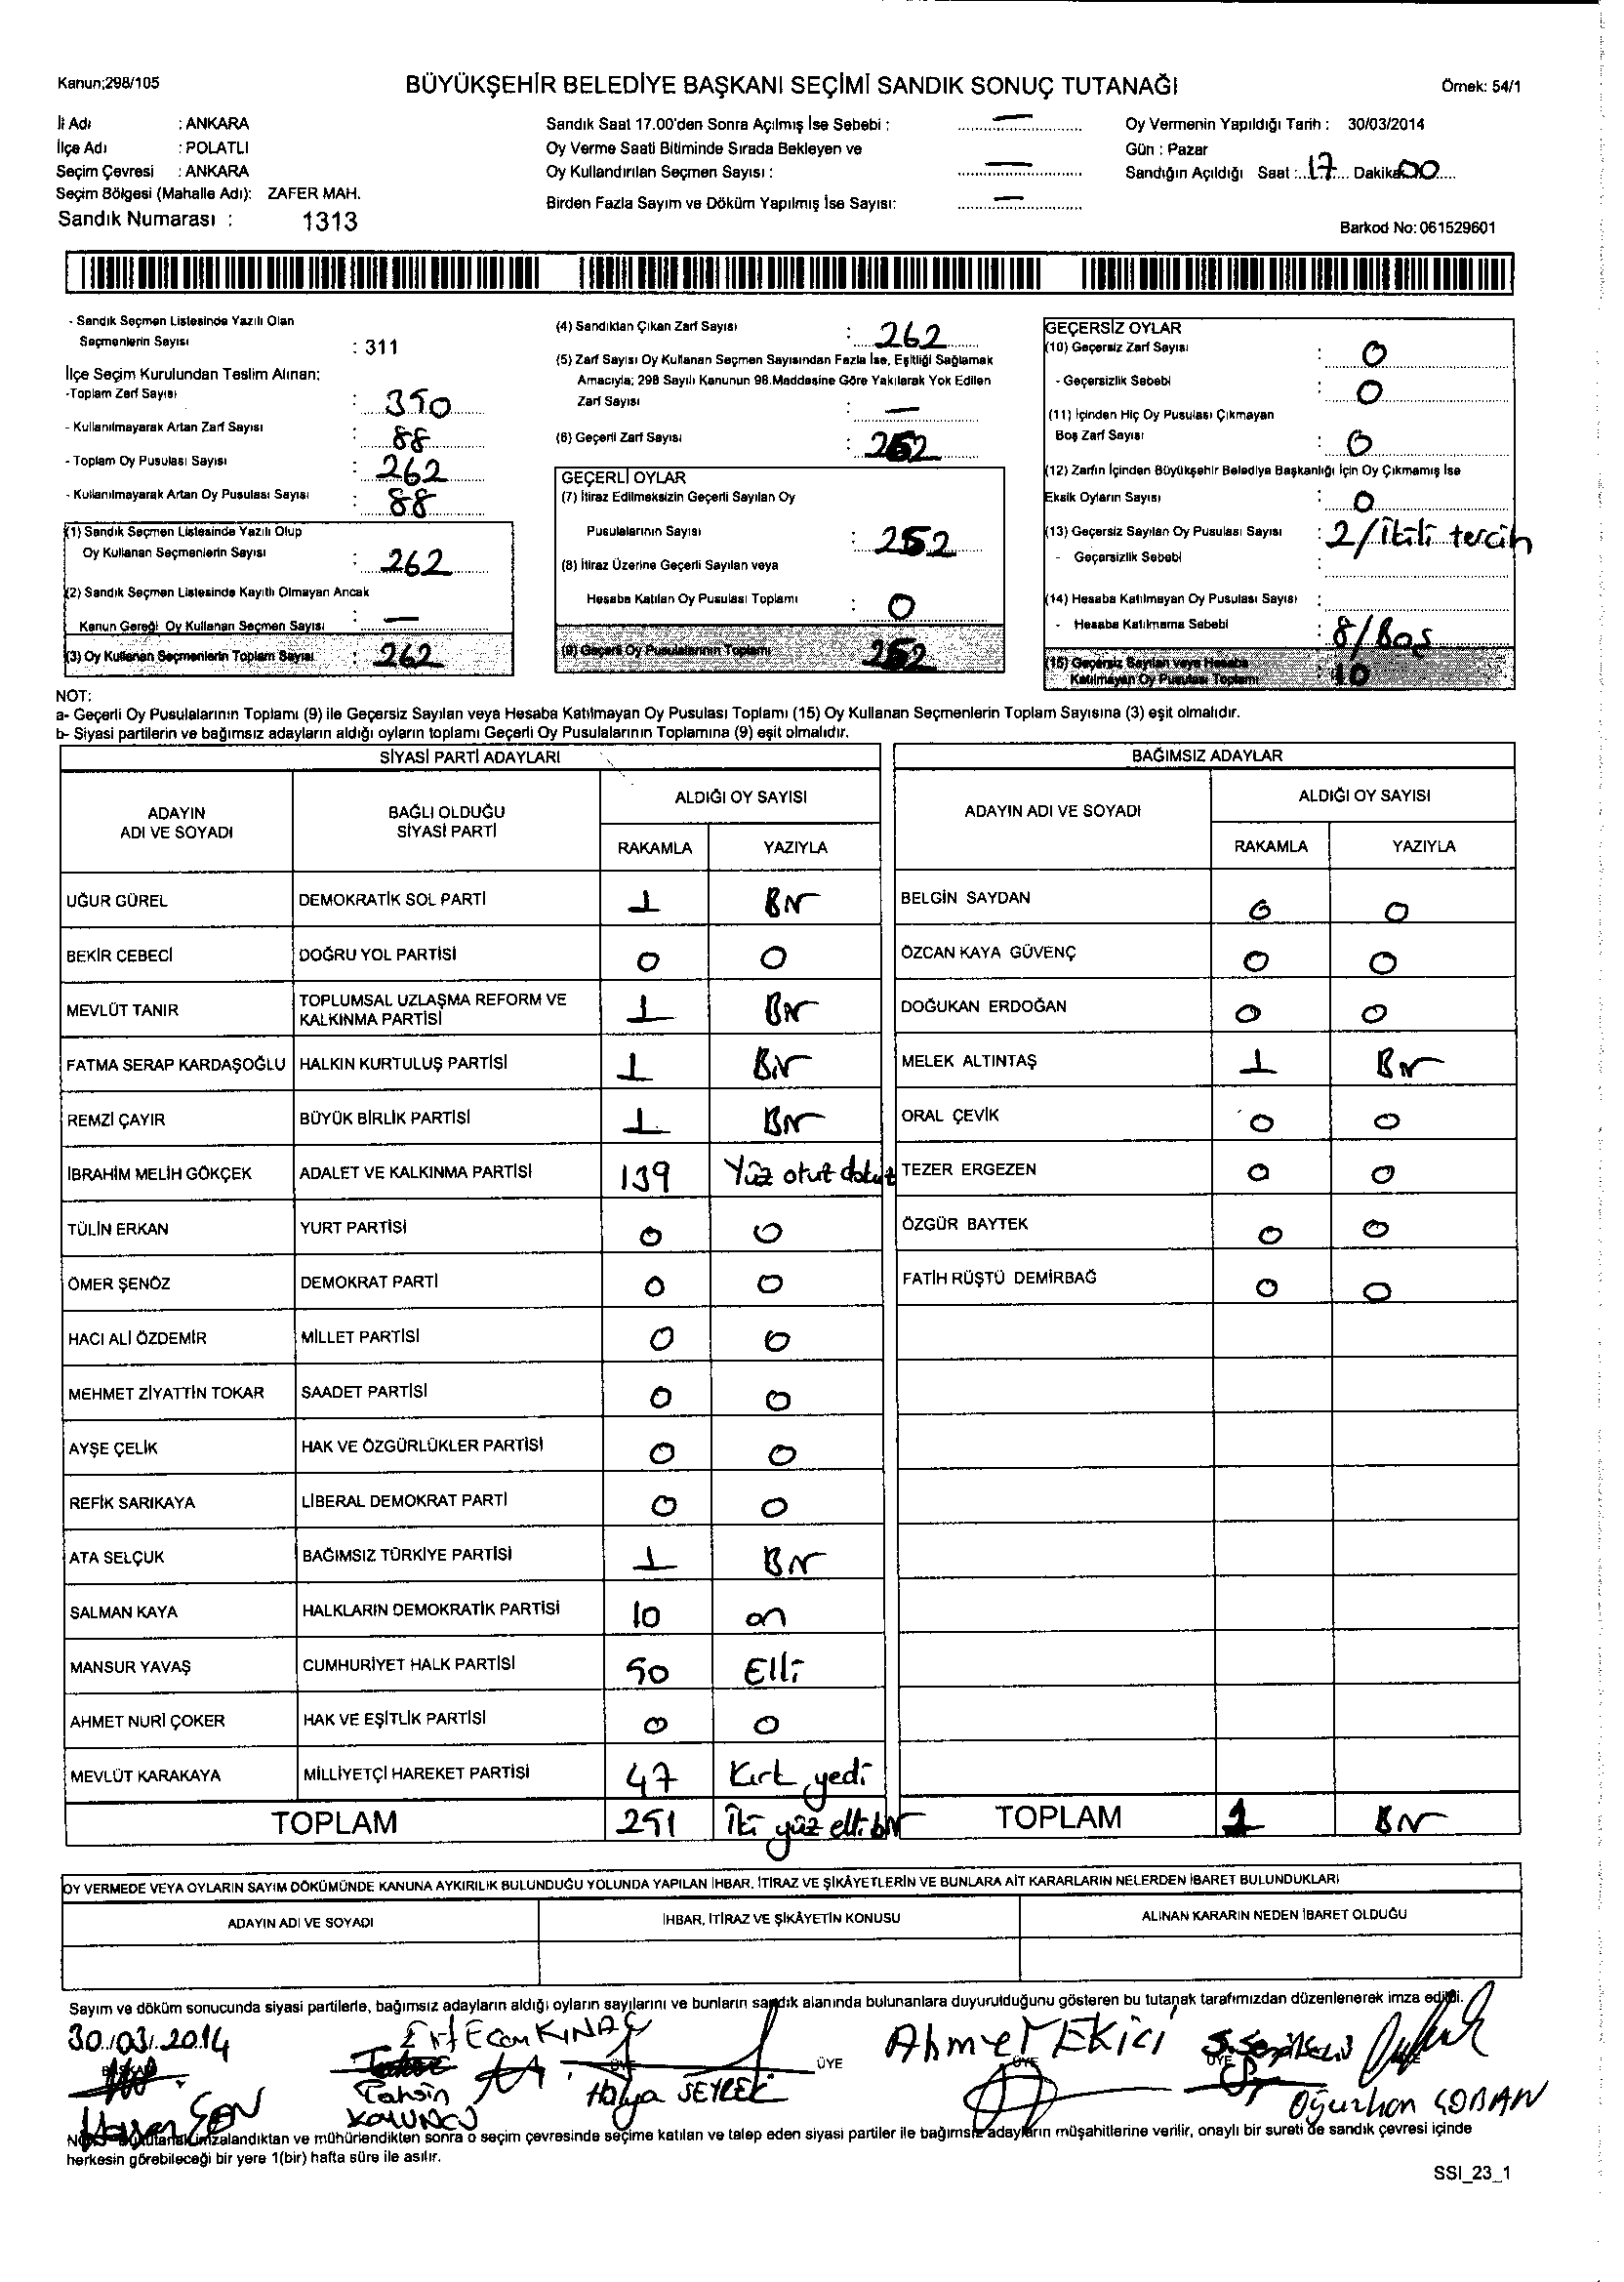 Kanun;298/105
BÜYÜKŞEHİR BELEDİYE BAŞKANI SEÇİMİ SANDIK SONUÇ TUTANAĞI
Örnek: 54/1
İl Adı : ANKARA
İlçe Adı : POLATLI
Seçim Çevresi : ANKARA
Seçim Bölgesi (Mahalle Adı): ZAFER MAH.
Sandık Numarası : 1313
Sandık Saat 17.00'den Sonra Açılmış İse Sebebi : —
Oy Verme Saati Bitiminde Sırada Bekleyen ve
Oy Kullandırılan Seçmen Sayısı : —
Birden Fazla Sayım ve Döküm Yapılmış İse Sayısı: —
Oy Vermenin Yapıldığı Tarih : 30/03/2014
Gün : Pazar
Sandığın Açıldığı Saat : 17 Dakika 00
Barkod No: 061529601
- Sandık Seçmen Listesinde Yazılı Olan
Seçmenlerin Sayısı : 311
İlçe Seçim Kurulundan Teslim Alınan:
-Toplam Zarf Sayısı : 350
- Kullanılmayarak Artan Zarf Sayısı : 88
- Toplam Oy Pusulası Sayısı : 262
- Kullanılmayarak Artan Oy Pusulası Sayısı : 88
(1) Sandık Seçmen Listesinde Yazılı Olup
Oy Kullanan Seçmenlerin Sayısı : 262
(2) Sandık Seçmen Listesinde Kayıtlı Olmayan Ancak
Kanun Gereği Oy Kullanan Seçmen Sayısı : —
(3) Oy Kullanan Seçmenlerin Toplam Sayısı : 262
(4) Sandıktan Çıkan Zarf Sayısı : 262
(5) Zarf Sayısı Oy Kullanan Seçmen Sayısından Fazla İse, Eşitliği Sağlamak
Amacıyla; 298 Sayılı Kanunun 98.Maddesine Göre Yakılarak Yok Edilen
Zarf Sayısı : —
(6) Geçerli Zarf Sayısı : 252
GEÇERLİ OYLAR
(7) İtiraz Edilmeksizin Geçerli Sayılan Oy
Pusulalarının Sayısı : 252
(8) İtiraz Üzerine Geçerli Sayılan veya
Hesaba Katılan Oy Pusulası Toplamı : 0
(9) Geçerli Oy Pusulalarının Toplamı : 252
GEÇERSİZ OYLAR
(10) Geçersiz Zarf Sayısı : 0
- Geçersizlik Sebebi : 0
(11) İçinden Hiç Oy Pusulası Çıkmayan
Boş Zarf Sayısı : 0
(12) Zarfın İçinden Büyükşehir Belediye Başkanlığı İçin Oy Çıkmamış İse
Eksik Oyların Sayısı : 0
(13) Geçersiz Sayılan Oy Pusulası Sayısı : 2/İkili tercih
- Geçersizlik Sebebi
(14) Hesaba Katılmayan Oy Pusulası Sayısı :
- Hesaba Katılmama Sebebi : 8/Boş
(15) Geçersiz Sayılan veya Hesaba
Katılmayan Oy Pusulası Toplamı : 10
NOT:
a- Geçerli Oy Pusulalarının Toplamı (9) ile Geçersiz Sayılan veya Hesaba Katılmayan Oy Pusulası Toplamı (15) Oy Kullanan Seçmenlerin Toplam Sayısına (3) eşit olmalıdır.
b- Siyasi partilerin ve bağımsız adayların aldığı oyların toplamı Geçerli Oy Pusulalarının Toplamına (9) eşit olmalıdır.
SİYASİ PARTİ ADAYLARI
ADAYIN ADI VE SOYADI | BAĞLI OLDUĞU SİYASİ PARTİ | ALDIĞI OY SAYISI
RAKAMLA | YAZIYLA
UĞUR GÜREL DEMOKRATİK SOL PARTİ 1 Bir
BEKİR CEBECİ DOĞRU YOL PARTİSİ 0 0
MEVLÜT TANIR TOPLUMSAL UZLAŞMA REFORM VE KALKINMA PARTİSİ 1 Bir
FATMA SERAP KARDAŞOĞLU HALKIN KURTULUŞ PARTİSİ 1 Bir
REMZİ ÇAYIR BÜYÜK BİRLİK PARTİSİ 1 Bir
İBRAHİM MELİH GÖKÇEK ADALET VE KALKINMA PARTİSİ 139 Yüz otuz dokuz
TÜLİN ERKAN YURT PARTİSİ 0 0
ÖMER ŞENÖZ DEMOKRAT PARTİ 0 0
HACI ALİ ÖZDEMİR MİLLET PARTİSİ 0 0
MEHMET ZİYATTİN TOKAR SAADET PARTİSİ 0 0
AYŞE ÇELİK HAK VE ÖZGÜRLÜKLER PARTİSİ 0 0
REFİK SARIKAYA LİBERAL DEMOKRAT PARTİ 0 0
ATA SELÇUK BAĞIMSIZ TÜRKİYE PARTİSİ 1 Bir
SALMAN KAYA HALKLARIN DEMOKRATİK PARTİSİ 10 on
MANSUR YAVAŞ CUMHURİYET HALK PARTİSİ 50 Elli
AHMET NURİ ÇOKER HAK VE EŞİTLİK PARTİSİ 0 0
MEVLÜT KARAKAYA MİLLİYETÇİ HAREKET PARTİSİ 47 Kırk yedi
TOPLAM 251 İki yüz elli bir
BAĞIMSIZ ADAYLAR
ADAYIN ADI VE SOYADI | ALDIĞI OY SAYISI
RAKAMLA | YAZIYLA
BELGİN SAYDAN 0 0
ÖZCAN KAYA GÜVENÇ 0 0
DOĞUKAN ERDOĞAN 0 0
MELEK ALTINTAŞ 1 Bir
ORAL ÇEVİK 0 0
TEZER ERGEZEN 0 0
ÖZGÜR BAYTEK 0 0
FATİH RÜŞTÜ DEMİRBAĞ 0 0
TOPLAM 1 Bir
OY VERMEDE VEYA OYLARIN SAYIM DÖKÜMÜNDE KANUNA AYKIRILIK BULUNDUĞU YOLUNDA YAPILAN İHBAR, İTİRAZ VE ŞİKÂYETLERİN VE BUNLARA AİT KARARLARIN NELERDEN İBARET BULUNDUKLARI
ADAYIN ADI VE SOYADI | İHBAR, İTİRAZ VE ŞİKÂYETİN KONUSU | ALINAN KARARIN NEDEN İBARET OLDUĞU
Sayım ve döküm sonucunda siyasi partilerle, bağımsız adayların aldığı oyların sayılarını ve bunların sandık alanında bulunanlara duyurulduğunu gösteren bu tutanak tarafımızdan düzenlenerek imza edildi.
30/03/.2014
KINAÇ
Ahmet EKİCİ
ÜYE ÜYE ÜYE ÜYE
Tahsin
KORUNCU
Hülya SEYREK
Oğuzhan ÇOBAN
Hasan
imzalandıktan ve mühürlendikten sonra o seçim çevresinde seçime katılan ve talep eden siyasi partiler ile bağımsız adayların müşahitlerine verilir, onaylı bir sureti de sandık çevresi içinde
herkesin görebileceği bir yere 1(bir) hafta süre ile asılır.
SSI_23_1